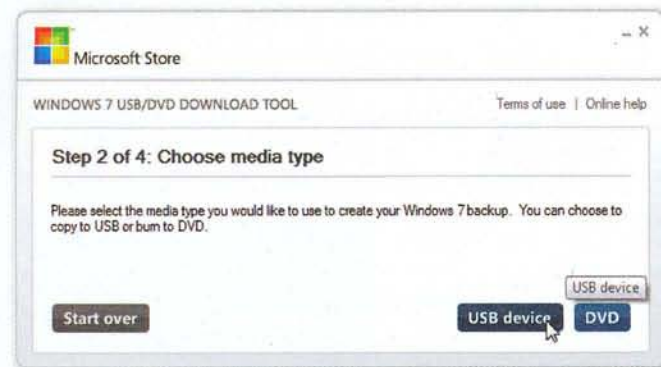 Microsoft Store
WINDOWS 7 USB/DVD DOWNLOAD TOOL
Terms of use | Online help
Step 2 of 4: Choose media type
Please select the media type you would like to use to create your Windows 7 backup. You can choose to
copy to USB or burn to DVD.
USB device
Start over
USB device
DVD